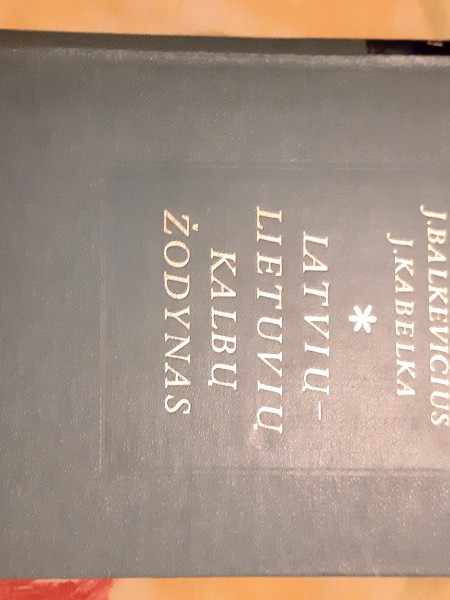 J.BALKEVIČIUS
J.KABELKA
*
LATVIŲ–
LIETUVIŲ
KALBŲ
ŽODYNAS